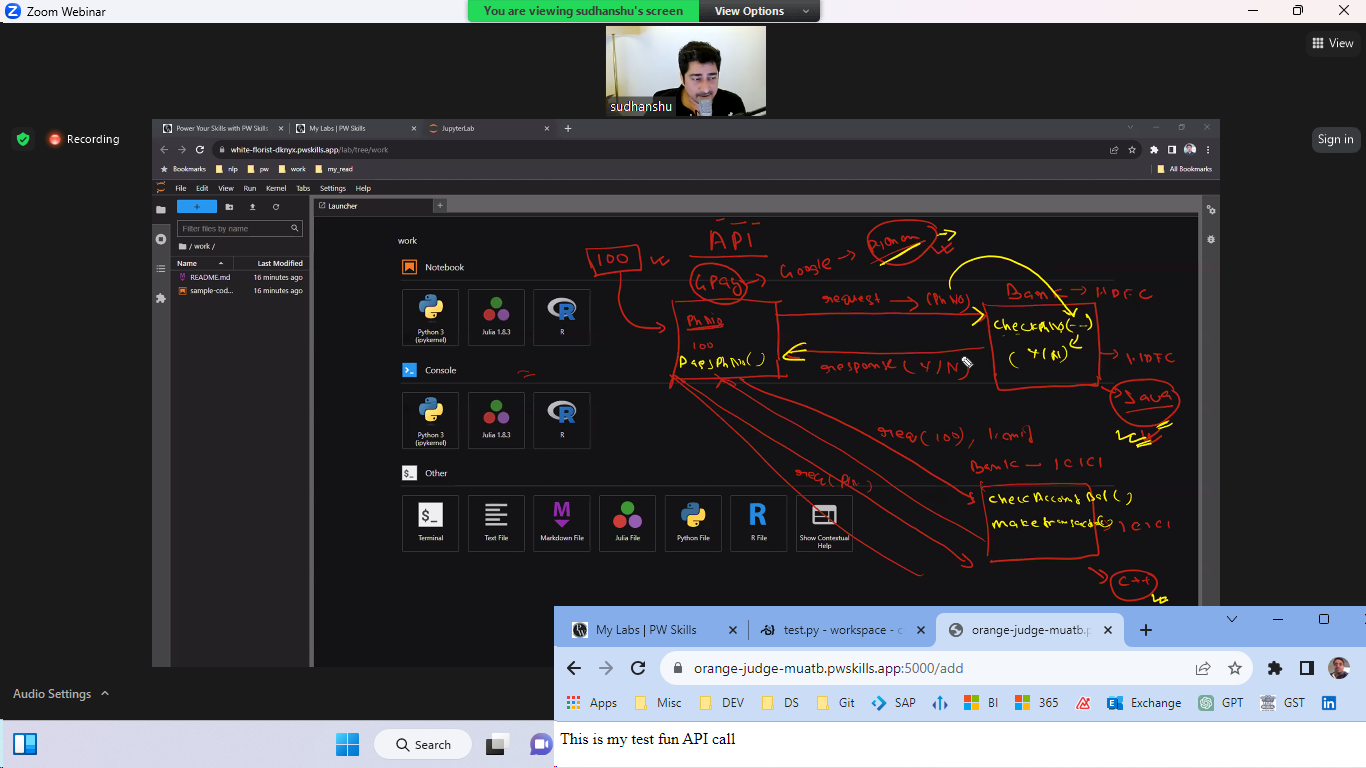 Zoom Webinar
You are viewing sudhanshu's screen
View Options
View
sudhanshu
Recording
Sign in
Power Your Skills with PW Skills
My Labs | PW Skills
JupyterLab
white-florist-dknyx.pwskills.app/lab/tree/work
Bookmarks nlp pw work my_read
All Bookmarks
File Edit View Run Kernel Tabs Settings Help
Launcher
Filter files by name
/ work /
Name Last Modified
README.md 16 minutes ago
sample-cod... 16 minutes ago
work
Notebook
Python 3
(ipykernel)
Julia 1.8.3
R
Console
Python 3
(ipykernel)
Julia 1.8.3
R
Other
Terminal
Text File
Markdown File
Julia File
Python File
R File
Show Contextual
Help
API
100
GPay
Google
request
(Ph No)
Bank
HDFC
Ph No
100
checkPhNo(--)
(Y/N)
response (Y/N)
HDFC
Java
req(100),
Bank - ICICI
checkAccountBal()
ICICI
C++
My Labs | PW Skills
test.py - workspace - c
orange-judge-muatb.p
orange-judge-muatb.pwskills.app:5000/add
Apps Misc DEV DS Git SAP BI 365 Exchange GPT GST
This is my test fun API call
Audio Settings
Search